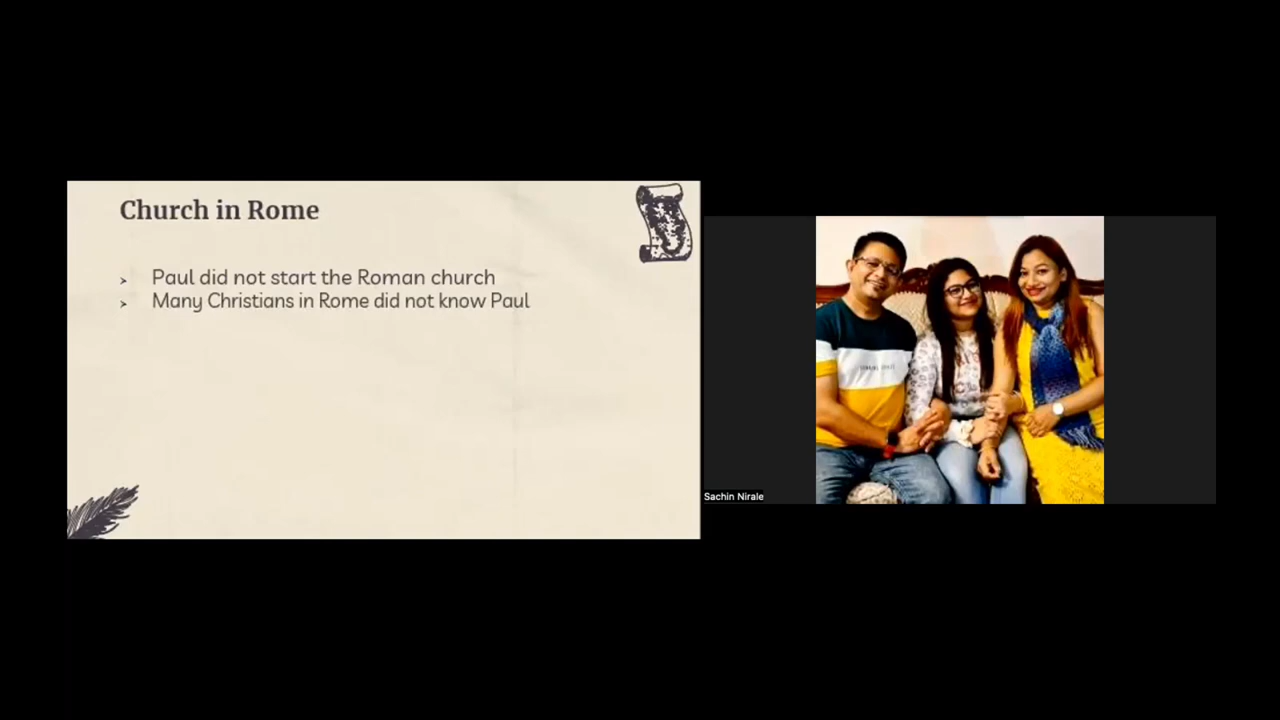 Church in Rome
> Paul did not start the Roman church
> Many Christians in Rome did not know Paul
Sachin Nirale